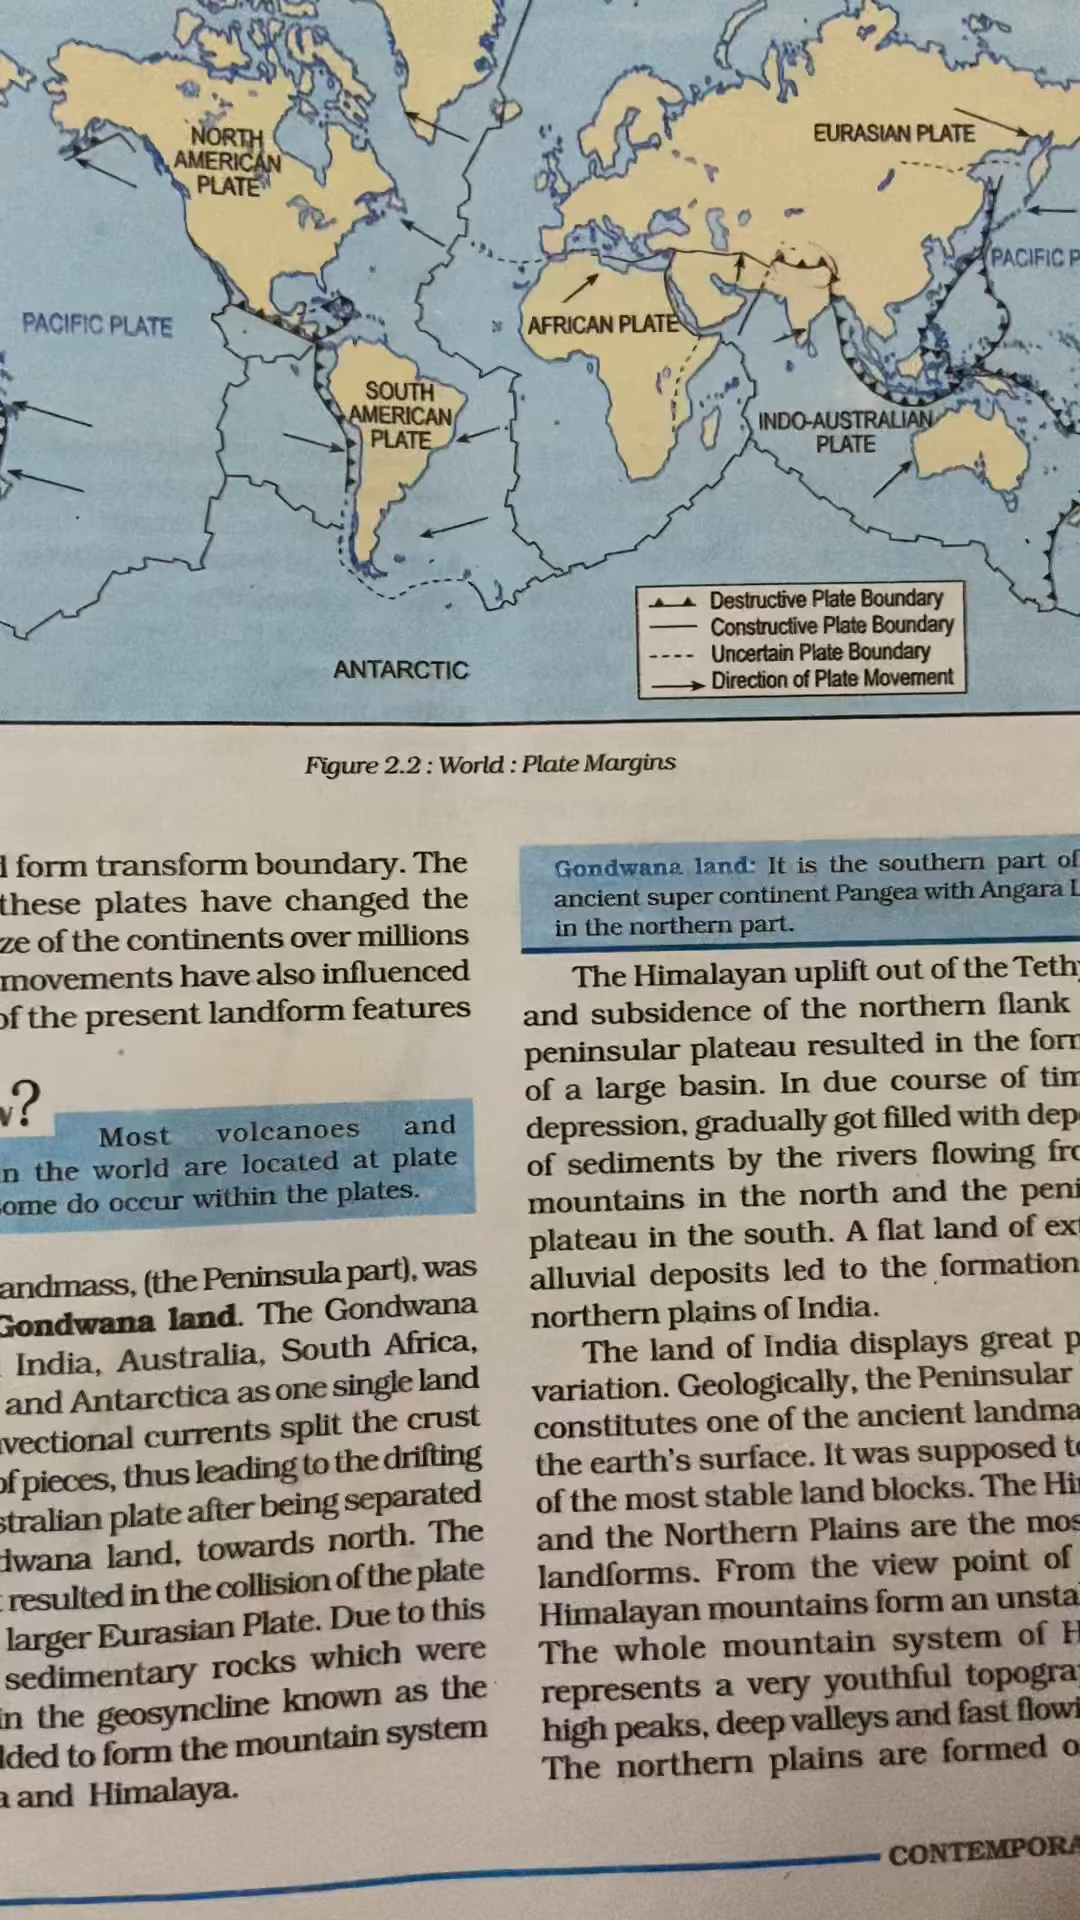 NORTH
AMERICAN
PLATE
EURASIAN PLATE
PACIFIC P
PACIFIC PLATE
AFRICAN PLATE
SOUTH
AMERICAN
PLATE
INDO-AUSTRALIAN
PLATE
Destructive Plate Boundary
Constructive Plate Boundary
Uncertain Plate Boundary
Direction of Plate Movement
ANTARCTIC
Figure 2.2 : World : Plate Margins
form transform boundary. The
these plates have changed the
ze of the continents over millions
movements have also influenced
of the present landform features
w?
Most volcanoes and
in the world are located at plate
ome do occur within the plates.
andmass, (the Peninsula part), was
Gondwana land. The Gondwana
India, Australia, South Africa,
and Antarctica as one single land
vectional currents split the crust
of pieces, thus leading to the drifting
stralian plate after being separated
dwana land, towards north. The
resulted in the collision of the plate
larger Eurasian Plate. Due to this
sedimentary rocks which were
in the geosyncline known as the
lded to form the mountain system
a and Himalaya.
Gondwana land: It is the southern part of
ancient super continent Pangea with Angara L
in the northern part.
The Himalayan uplift out of the Teth
and subsidence of the northern flank
peninsular plateau resulted in the for
of a large basin. In due course of tim
depression, gradually got filled with dep
of sediments by the rivers flowing fro
mountains in the north and the peni
plateau in the south. A flat land of ext
alluvial deposits led to the formation
northern plains of India.
The land of India displays great p
variation. Geologically, the Peninsular
constitutes one of the ancient landma
the earth's surface. It was supposed to
of the most stable land blocks. The Hi
and the Northern Plains are the mos
landforms. From the view point of
Himalayan mountains form an unsta
The whole mountain system of H
represents a very youthful topogra
high peaks, deep valleys and fast flowi
The northern plains are formed o
CONTEMPORA